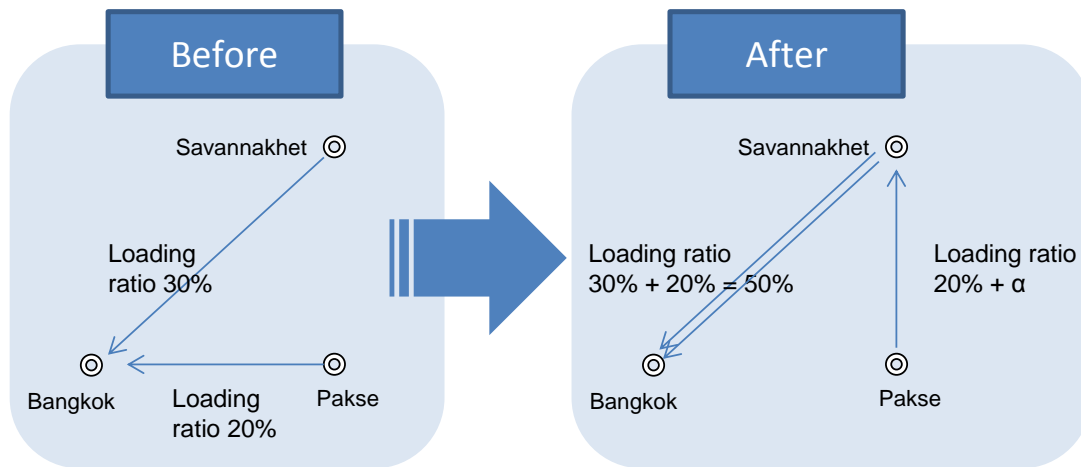 Before
Savannakhet
Loading
ratio 30%
Bangkok
Loading
ratio 20%
Pakse
After
Savannakhet
Loading ratio
30% + 20% = 50%
Loading ratio
20% + α
Bangkok
Pakse